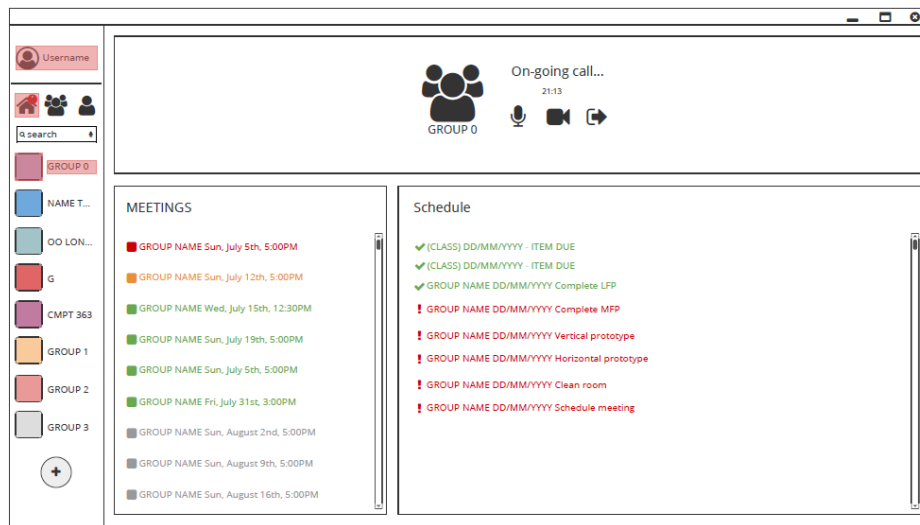 Username
search
GROUP 0
NAME T...
OO LON...
G
CMPT 363
GROUP 1
GROUP 2
GROUP 3
+
On-going call...
21:13
GROUP 0
MEETINGS
GROUP NAME Sun, July 5th, 5:00PM
GROUP NAME Sun, July 12th, 5:00PM
GROUP NAME Wed, July 15th, 12:30PM
GROUP NAME Sun, July 19th, 5:00PM
GROUP NAME Sun, July 5th, 5:00PM
GROUP NAME Fri, July 31st, 3:00PM
GROUP NAME Sun, August 2nd, 5:00PM
GROUP NAME Sun, August 9th, 5:00PM
GROUP NAME Sun, August 16th, 5:00PM
Schedule
(CLASS) DD/MM/YYYY - ITEM DUE
(CLASS) DD/MM/YYYY - ITEM DUE
GROUP NAME DD/MM/YYYY Complete LFP
! GROUP NAME DD/MM/YYYY Complete MFP
! GROUP NAME DD/MM/YYYY Vertical prototype
! GROUP NAME DD/MM/YYYY Horizontal prototype
! GROUP NAME DD/MM/YYYY Clean room
! GROUP NAME DD/MM/YYYY Schedule meeting